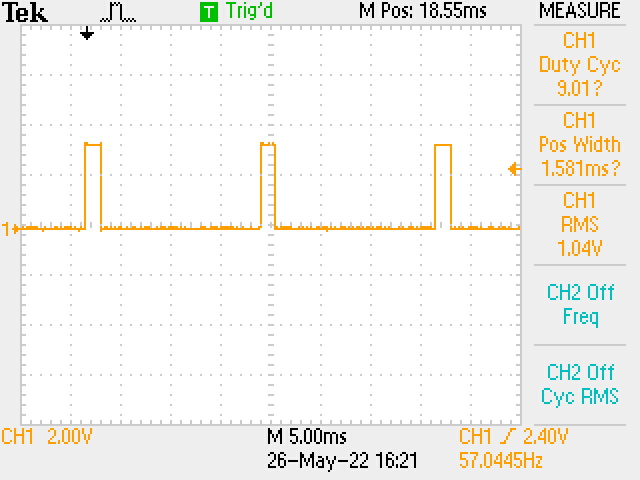 Tek T Trig'd M Pos: 18.55ms MEASURE
CH1
Duty Cyc
9.01?
CH1
Pos Width
1.581ms?
CH1
RMS
1.04V
CH2 Off
Freq
CH2 Off
Cyc RMS
1
CH1 2.00V M 5.00ms CH1 2.40V
26-May-22 16:21 57.0445Hz